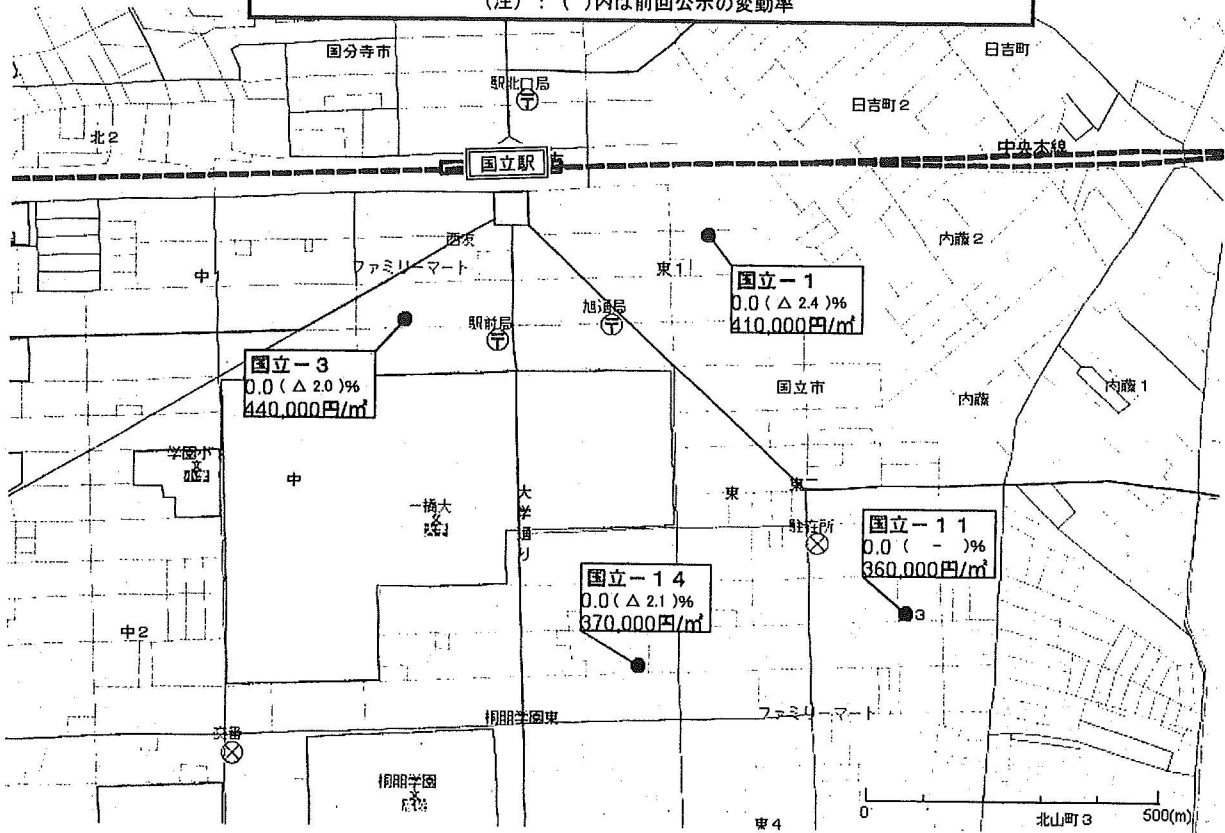 (注) : ( )内は前回公示の変動率
国分寺市
日吉町
駅北口局
日吉町2
北2
中央本線
国立駅
内藤2
西友
ファミリーマート
東1
中1
国立-1
0.0 ( △ 2.4 )%
410,000円/㎡
旭通局
駅前局
国立-3
0.0 ( △ 2.0 )%
440,000円/㎡
国立市
内藤
内藤1
学園小
中
一橋大
大学通り
東
東二
駐在所
国立-11
0.0 ( - )%
360,000円/㎡
国立-14
0.0 ( △ 2.1 )%
370,000円/㎡
3
中2
桐朋学園東
ファミリーマート
交番
桐朋学園
東4
0
北山町3
500(m)